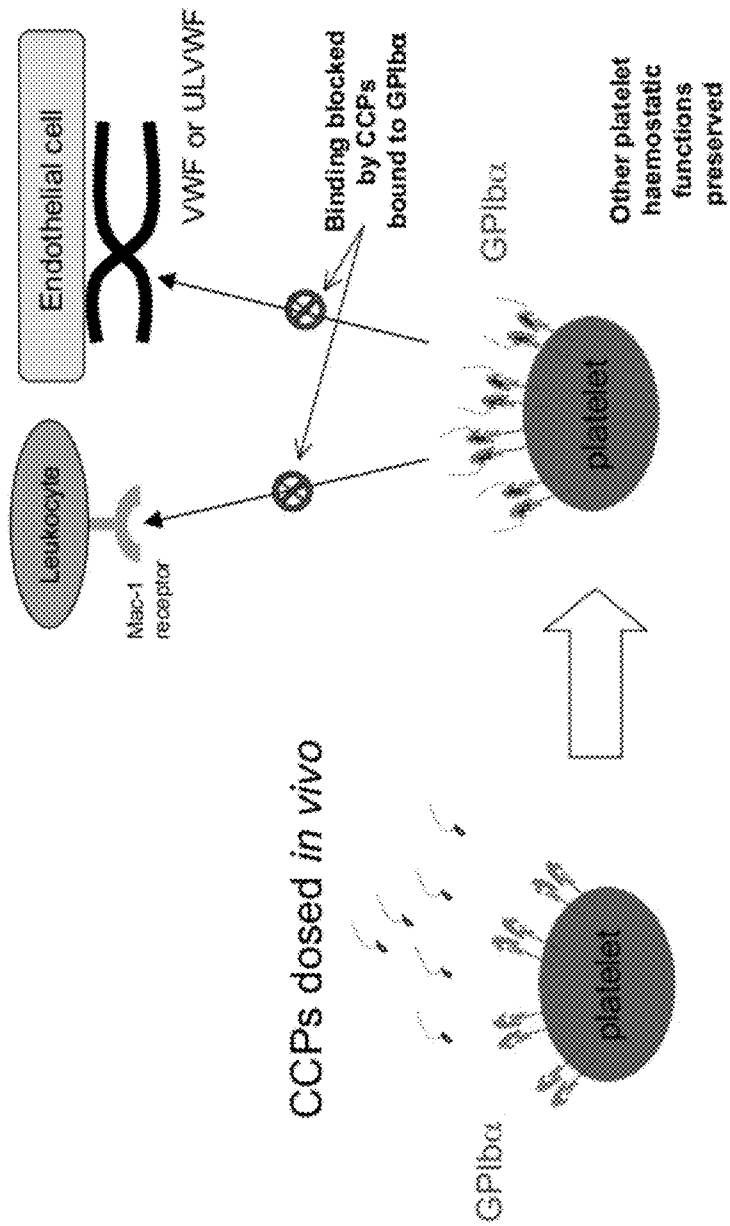 CCPs dosed in vivo
GPIbα
platelet
Leukocyte
Mac-1
receptor
Endothelial cell
VWF or ULVWF
Binding blocked
by CCPs
bound to GPIbα
GPIbα
platelet
Other platelet
haemostatic
functions
preserved